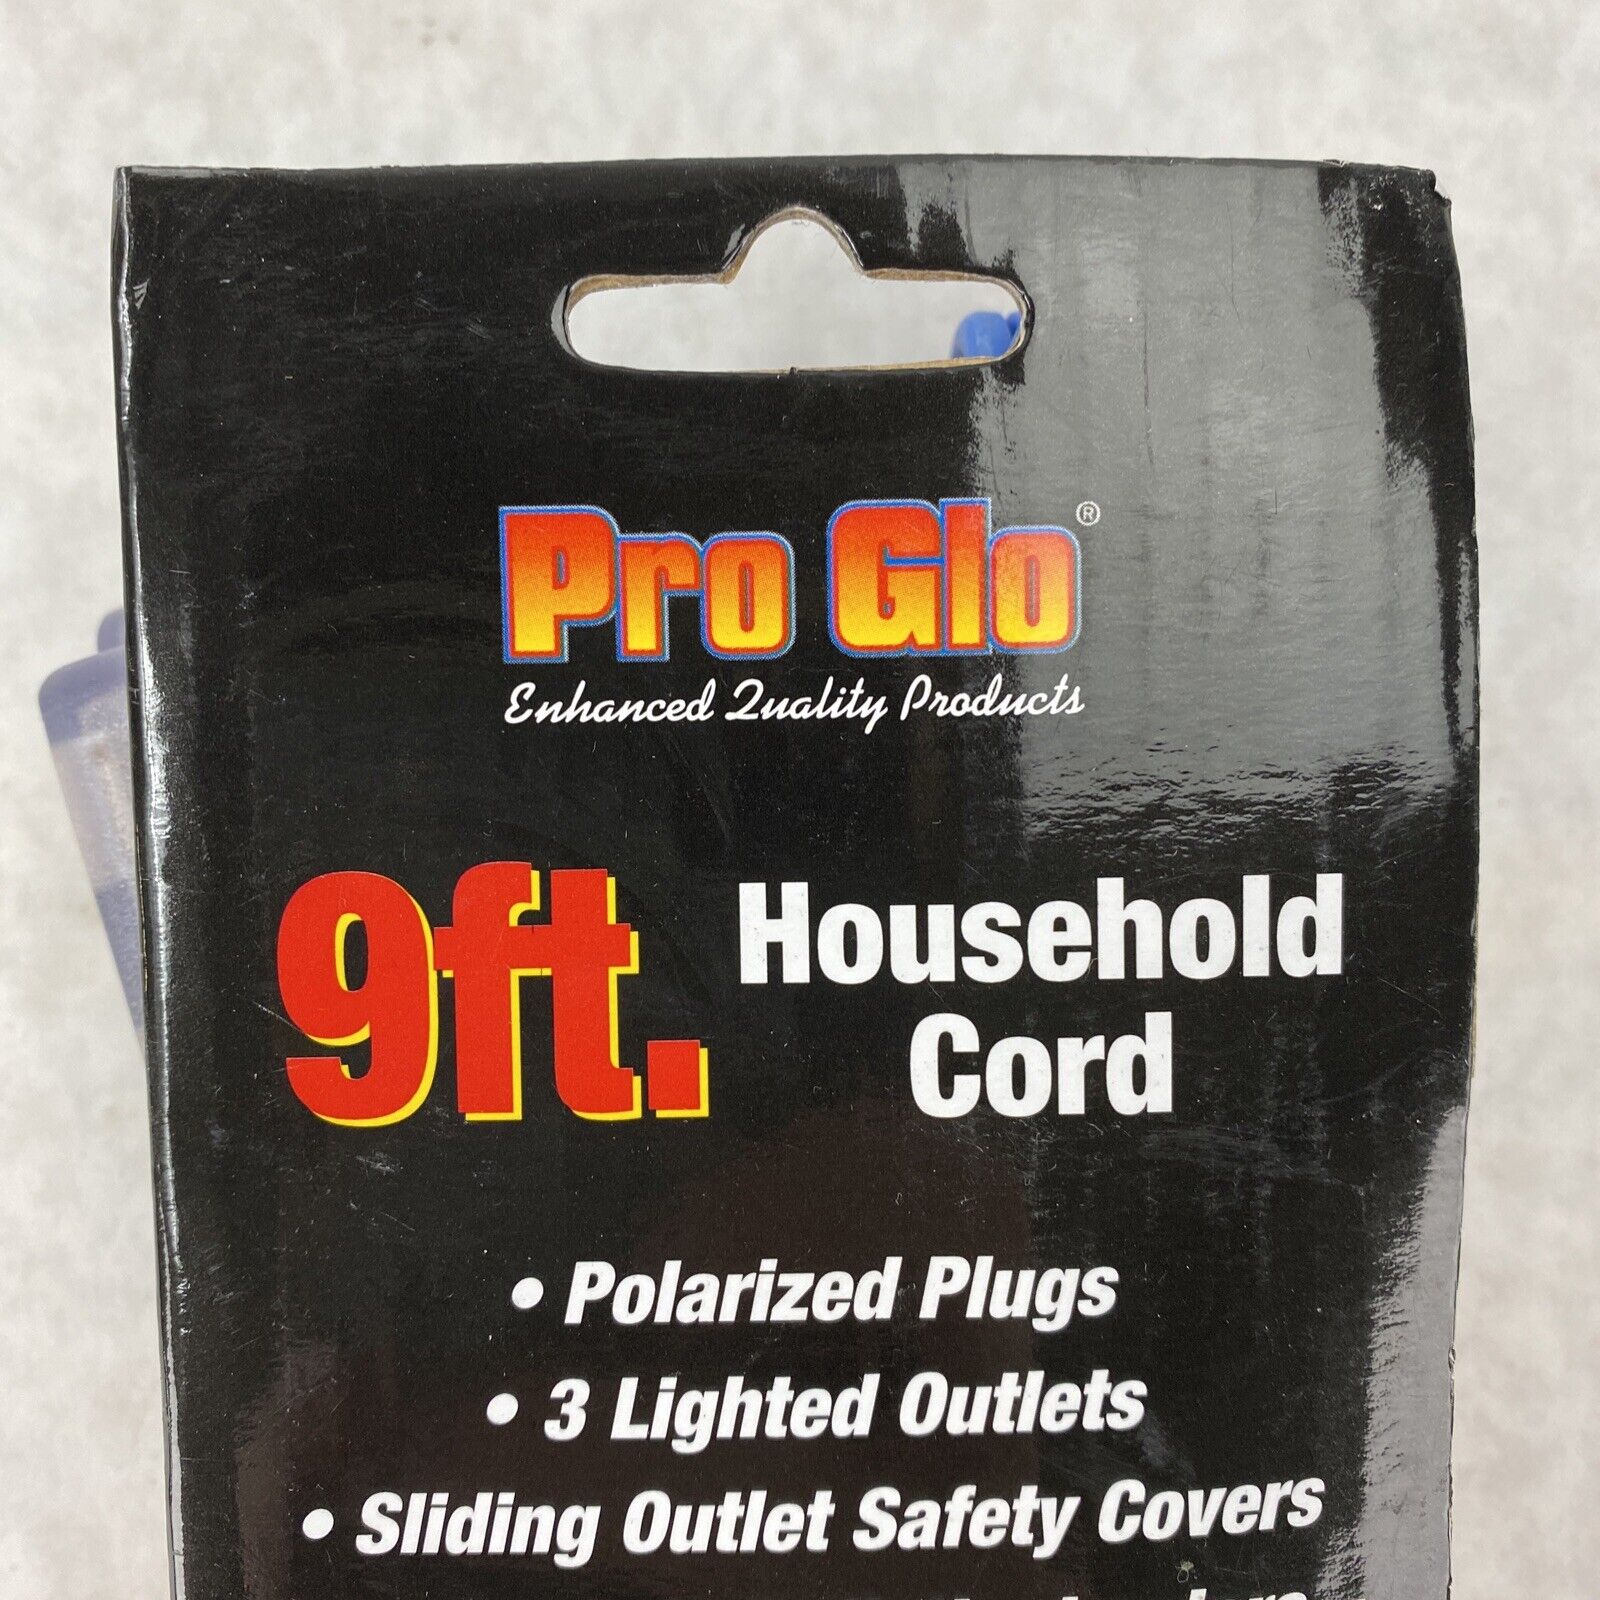 Pro Glo®
Enhanced Quality Products
9ft. Household
Cord
• Polarized Plugs
• 3 Lighted Outlets
• Sliding Outlet Safety Covers